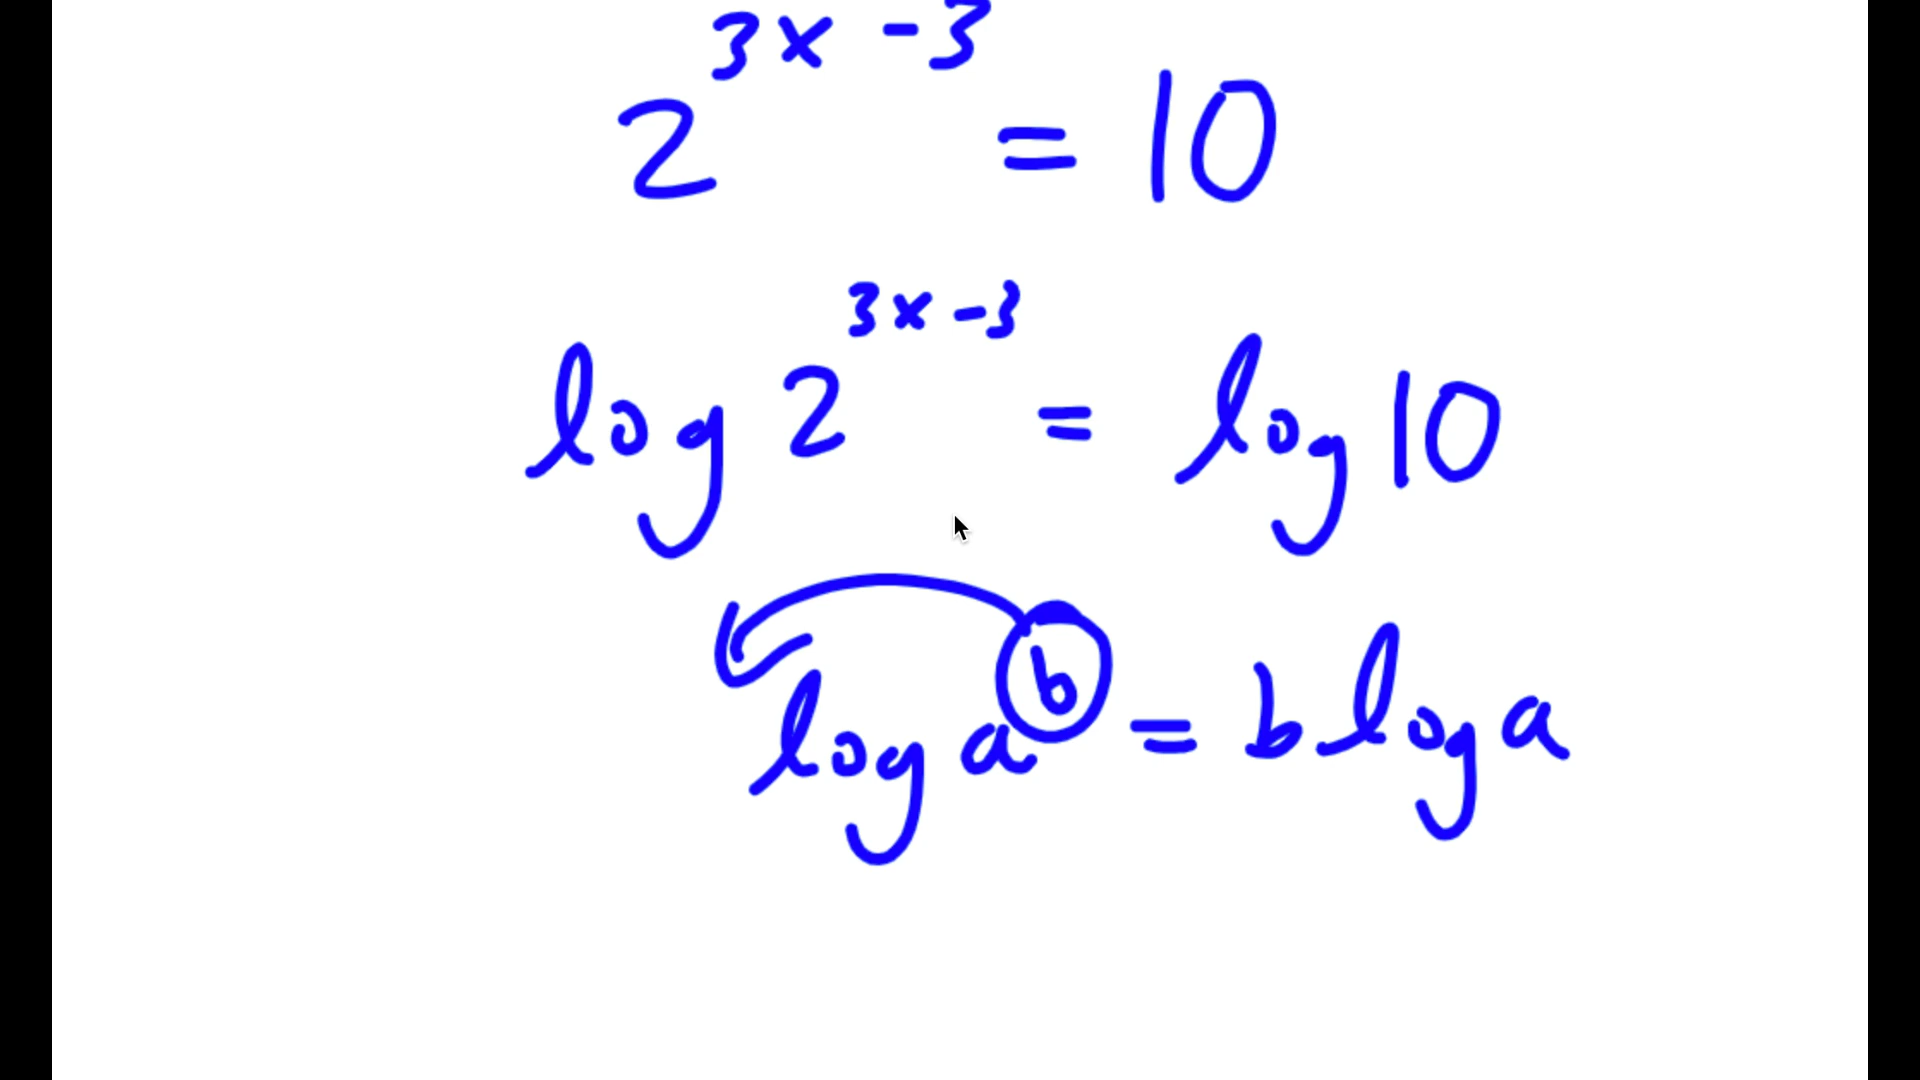 2^{3x-3} = 10
log 2^{3x-3} = log 10
log a^b = b log a